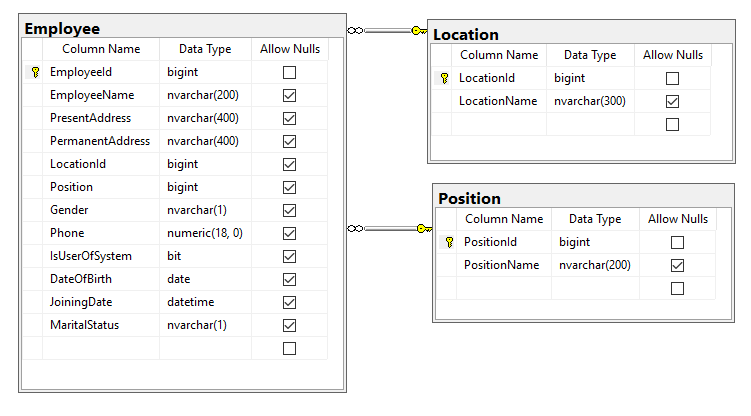 Employee
Column Name Data Type Allow Nulls
EmployeeId bigint
EmployeeName nvarchar(200)
PresentAddress nvarchar(400)
PermanentAddress nvarchar(400)
LocationId bigint
Position bigint
Gender nvarchar(1)
Phone numeric(18, 0)
IsUserOfSystem bit
DateOfBirth date
JoiningDate datetime
MaritalStatus nvarchar(1)
Location
Column Name Data Type Allow Nulls
LocationId bigint
LocationName nvarchar(300)
Position
Column Name Data Type Allow Nulls
PositionId bigint
PositionName nvarchar(200)